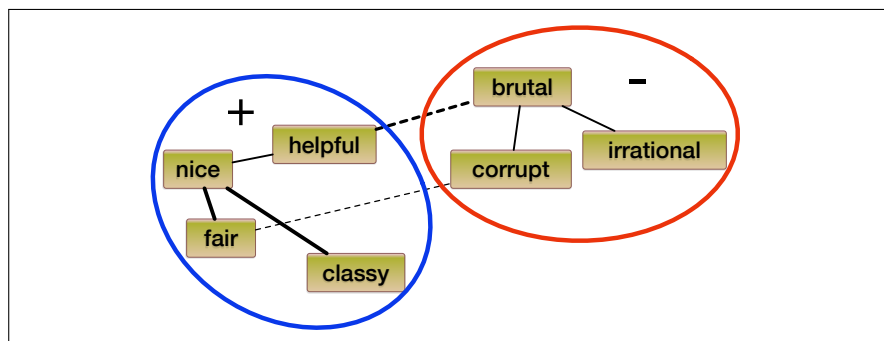 +
-
brutal
helpful
irrational
nice
corrupt
fair
classy